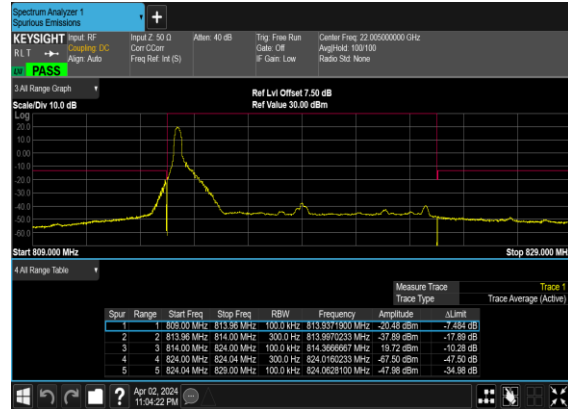 Spectrum Analyzer 1
Spurious Emissions
KEYSIGHT Input: RF Input Z: 50 Ω Atten: 40 dB Trig: Free Run Center Freq: 22.005000000 GHz
RLT Coupling: DC Corr CCorr Gate: Off Avg|Hold: 100/100
Align: Auto Freq Ref: Int (S) IF Gain: Low Radio Std: None
PASS
3 All Range Graph
Ref Lvl Offset 7.50 dB
Scale/Div 10.0 dB Ref Value 30.00 dBm
Log
20.0
10.0
0.00
-10.0
-20.0
-30.0
-40.0
-50.0
-60.0
Start 809.000 MHz Stop 829.000 MH
4 All Range Table
Measure Trace Trace 1
Trace Type Trace Average (Active)
Spur Range Start Freq Stop Freq RBW Frequency Amplitude ΔLimit
1 1 809.00 MHz 813.96 MHz 100.0 kHz 813.9371900 MHz -20.48 dBm -7.484 dB
2 2 813.96 MHz 814.00 MHz 300.0 Hz 813.9970233 MHz -37.89 dBm -17.89 dB
3 3 814.00 MHz 824.00 MHz 100.0 kHz 814.3666667 MHz 19.72 dBm -10.28 dB
4 4 824.00 MHz 824.04 MHz 300.0 Hz 824.0160233 MHz -67.50 dBm -47.50 dB
5 5 824.04 MHz 829.00 MHz 100.0 kHz 824.0628100 MHz -47.98 dBm -34.98 dB
Apr 02, 2024
11:04:22 PM